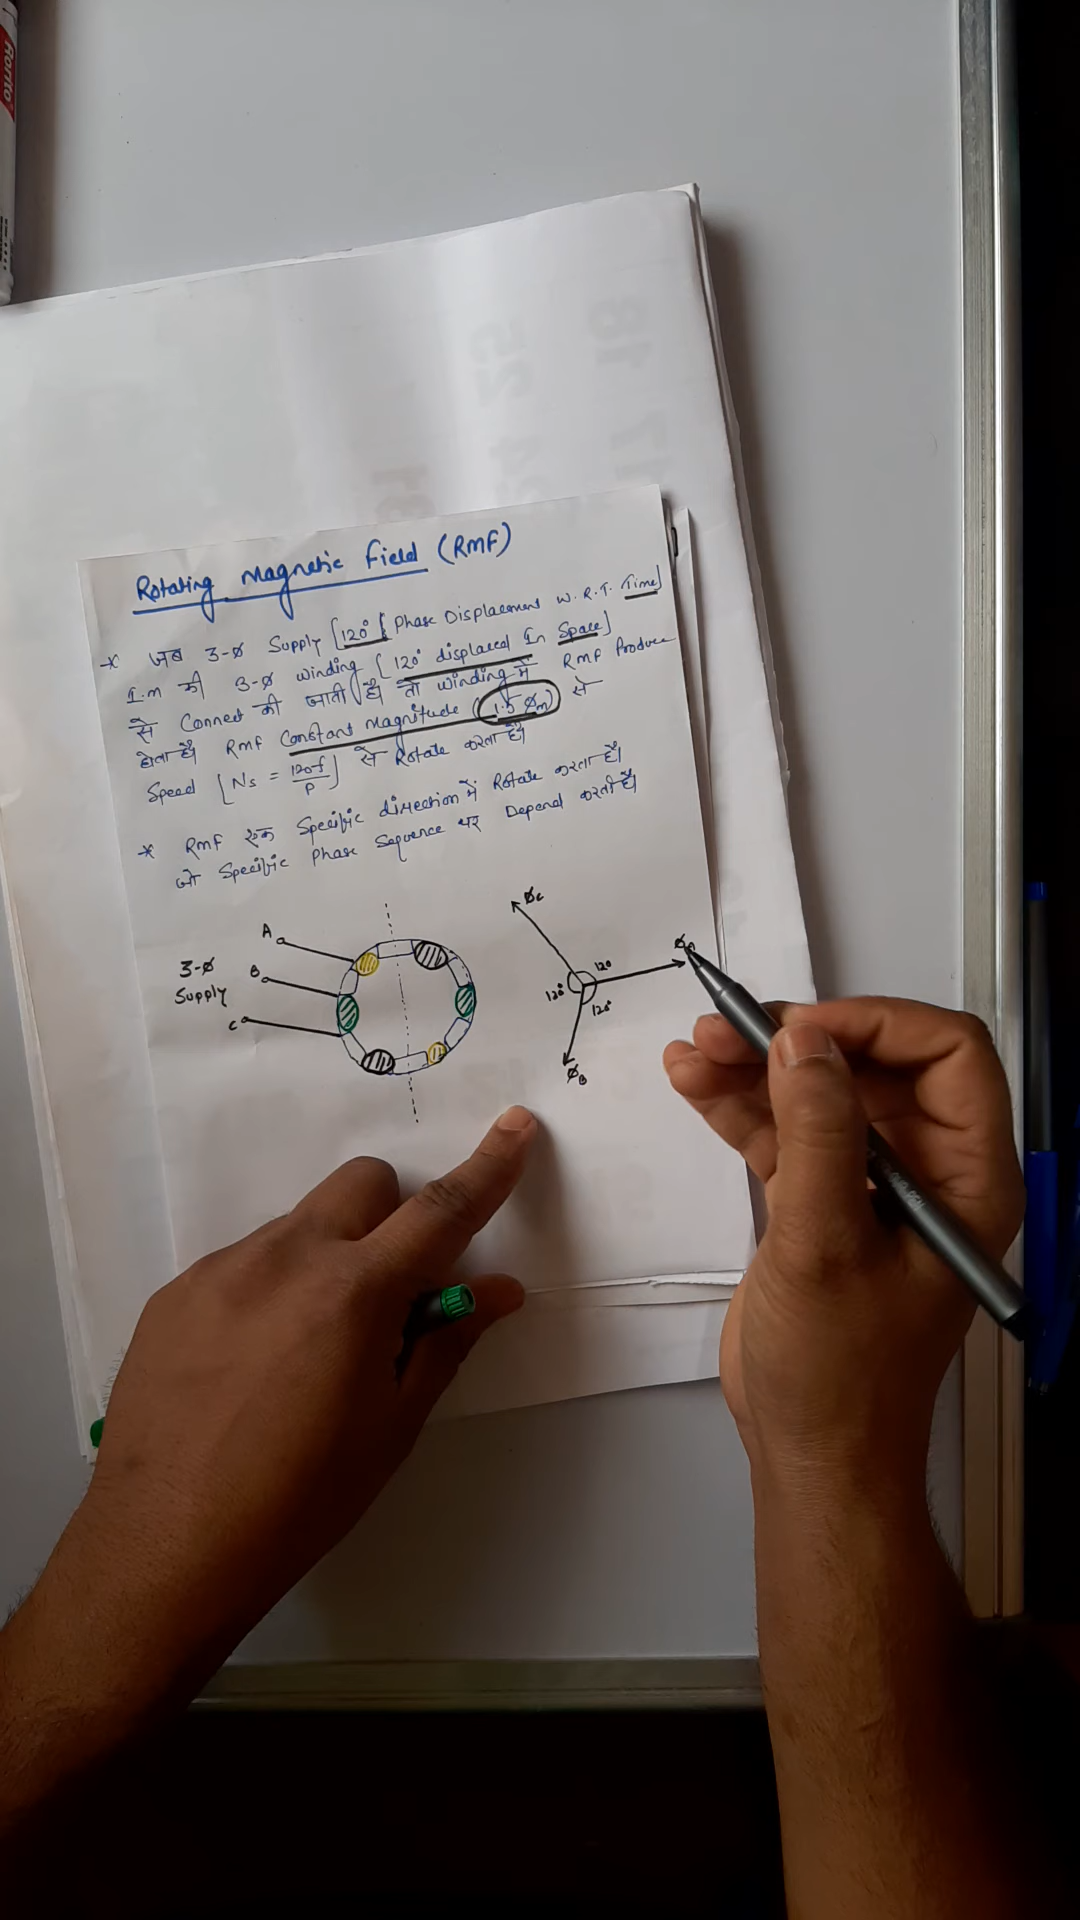 Ronto
Rotating Magnetic Field (RMF)
* जब 3-Ø Supply [120° Phase Displacement W.R.T. Time]
I.m की 3-Ø winding [120° displaced In Space]
से Connect की जाती है तो winding में RMF Produce
होता है। RMF Constant Magnitude (1.5 Øm) से
Speed [Ns = 120f/P] से Rotate करता है।
* RMF एक Specific direction में Rotate करता है।
जो Specific Phase Sequence पर Depend करती है।
3-Ø
Supply
A
B
C
ØC
120
120°
120°
ØB